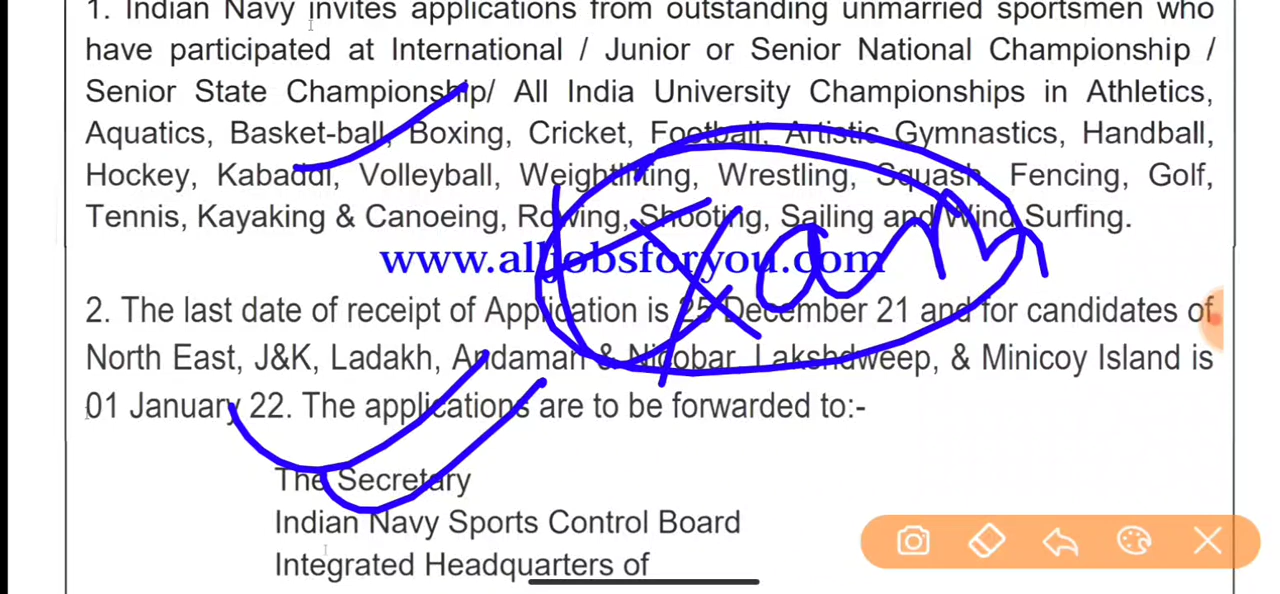 1. Indian Navy invites applications from outstanding unmarried sportsmen who
have participated at International / Junior or Senior National Championship /
Senior State Championship/ All India University Championships in Athletics,
Aquatics, Basket-ball, Boxing, Cricket, Football, Artistic Gymnastics, Handball,
Hockey, Kabaddi, Volleyball, Weightlifting, Wrestling, Squash, Fencing, Golf,
Tennis, Kayaking & Canoeing, Rowing, Shooting, Sailing and Wind Surfing.
Exam
www.alljobsforyou.com
2. The last date of receipt of Application is 25 December 21 and for candidates of
North East, J&K, Ladakh, Andaman & Nicobar, Lakshdweep, & Minicoy Island is
01 January 22. The applications are to be forwarded to:-
The Secretary
Indian Navy Sports Control Board
Integrated Headquarters of